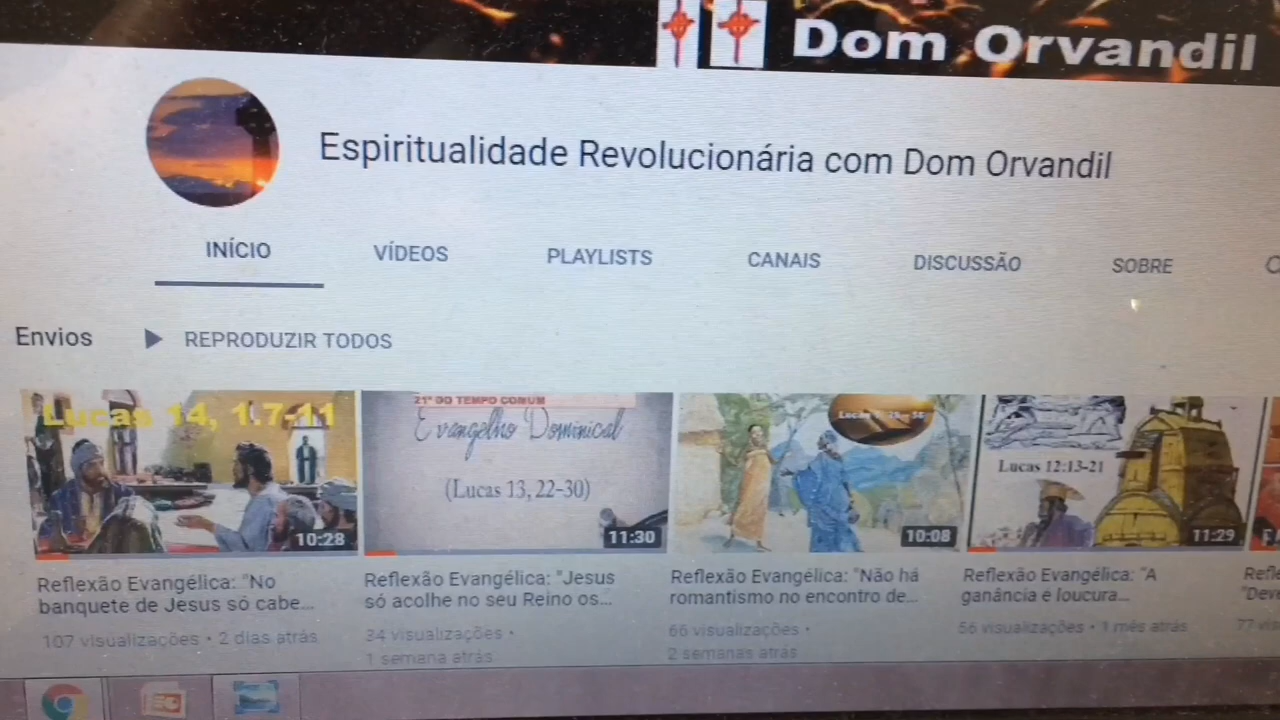 Dom Orvandil
Espiritualidade Revolucionária com Dom Orvandil
INÍCIO VÍDEOS PLAYLISTS CANAIS DISCUSSÃO SOBRE
Envios REPRODUZIR TODOS
Lucas 14, 1.7-11
10:28
21º DO TEMPO COMUM
Evangelho Dominical
(Lucas 13, 22-30)
11:30
10:08
Lucas 12:13-21
11:29
Reflexão Evangélica: "No
banquete de Jesus só cabe...
107 visualizações • 2 dias atrás
Reflexão Evangélica: "Jesus
só acolhe no seu Reino os...
34 visualizações •
1 semana atrás
Reflexão Evangélica: "Não há
romantismo no encontro de...
66 visualizações •
2 semanas atrás
Reflexão Evangélica: "A
ganância é loucura...
56 visualizações • 1 mês atrás